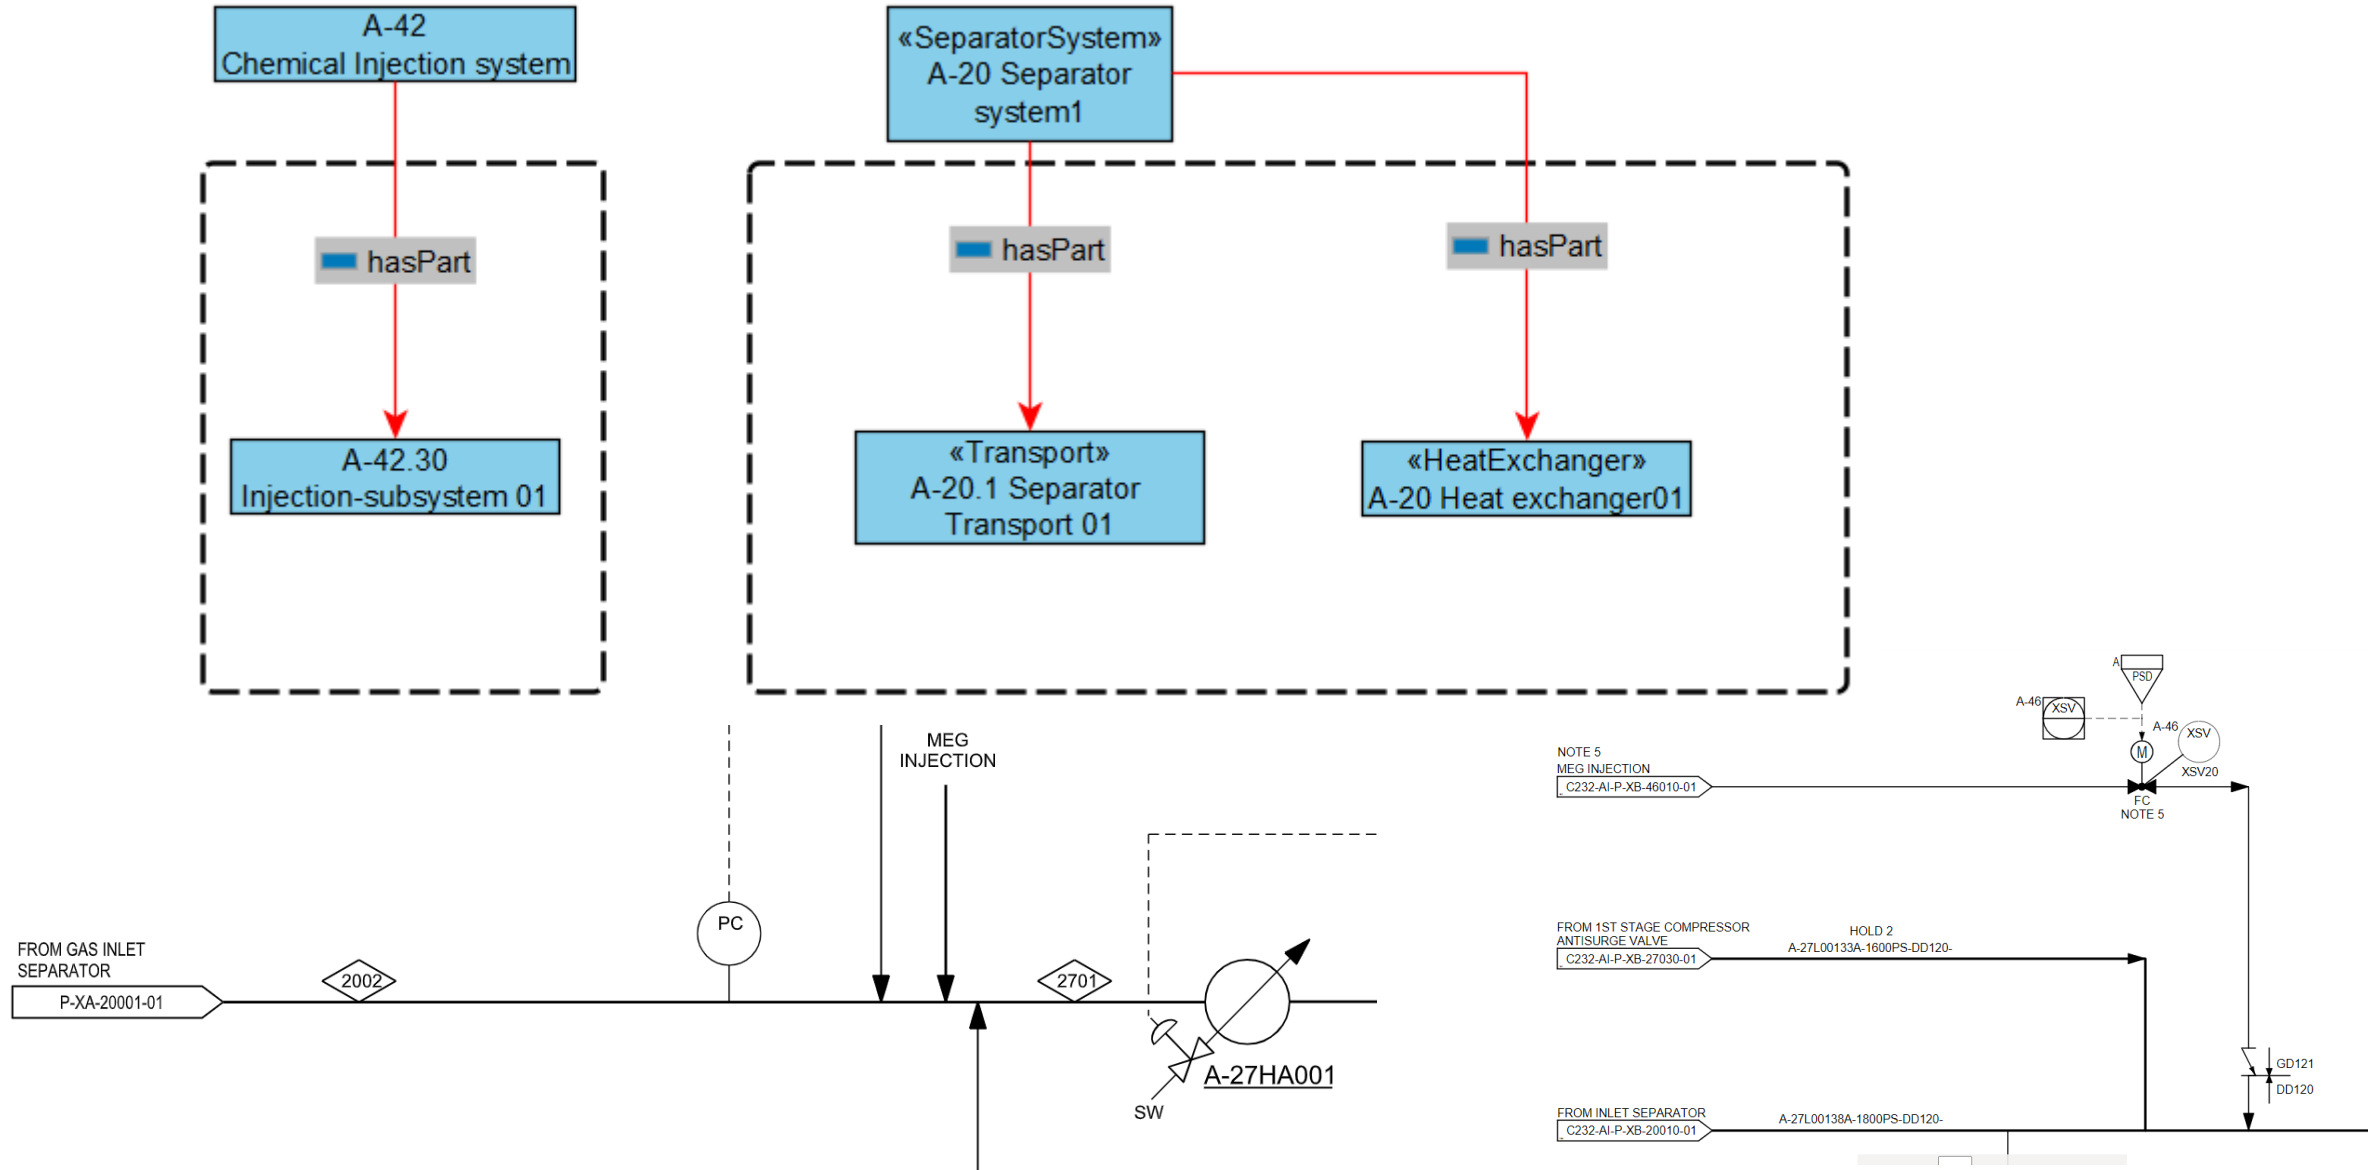 A-42
Chemical Injection system
hasPart
A-42.30
Injection-subsystem 01
«SeparatorSystem»
A-20 Separator
system1
hasPart
hasPart
«Transport»
A-20.1 Separator
Transport 01
«HeatExchanger»
A-20 Heat exchanger01
MEG
INJECTION
PC
FROM GAS INLET
SEPARATOR
P-XA-20001-01
2002
2701
A-27HA001
SW
A
PSD
A-46
XSV
A-46
XSV
M
XSV20
FC
NOTE 5
NOTE 5
MEG INJECTION
C232-AI-P-XB-46010-01
FROM 1ST STAGE COMPRESSOR
ANTISURGE VALVE
C232-AI-P-XB-27030-01
HOLD 2
A-27L00133A-1600PS-DD120-
GD121
DD120
FROM INLET SEPARATOR
C232-AI-P-XB-20010-01
A-27L00138A-1800PS-DD120-